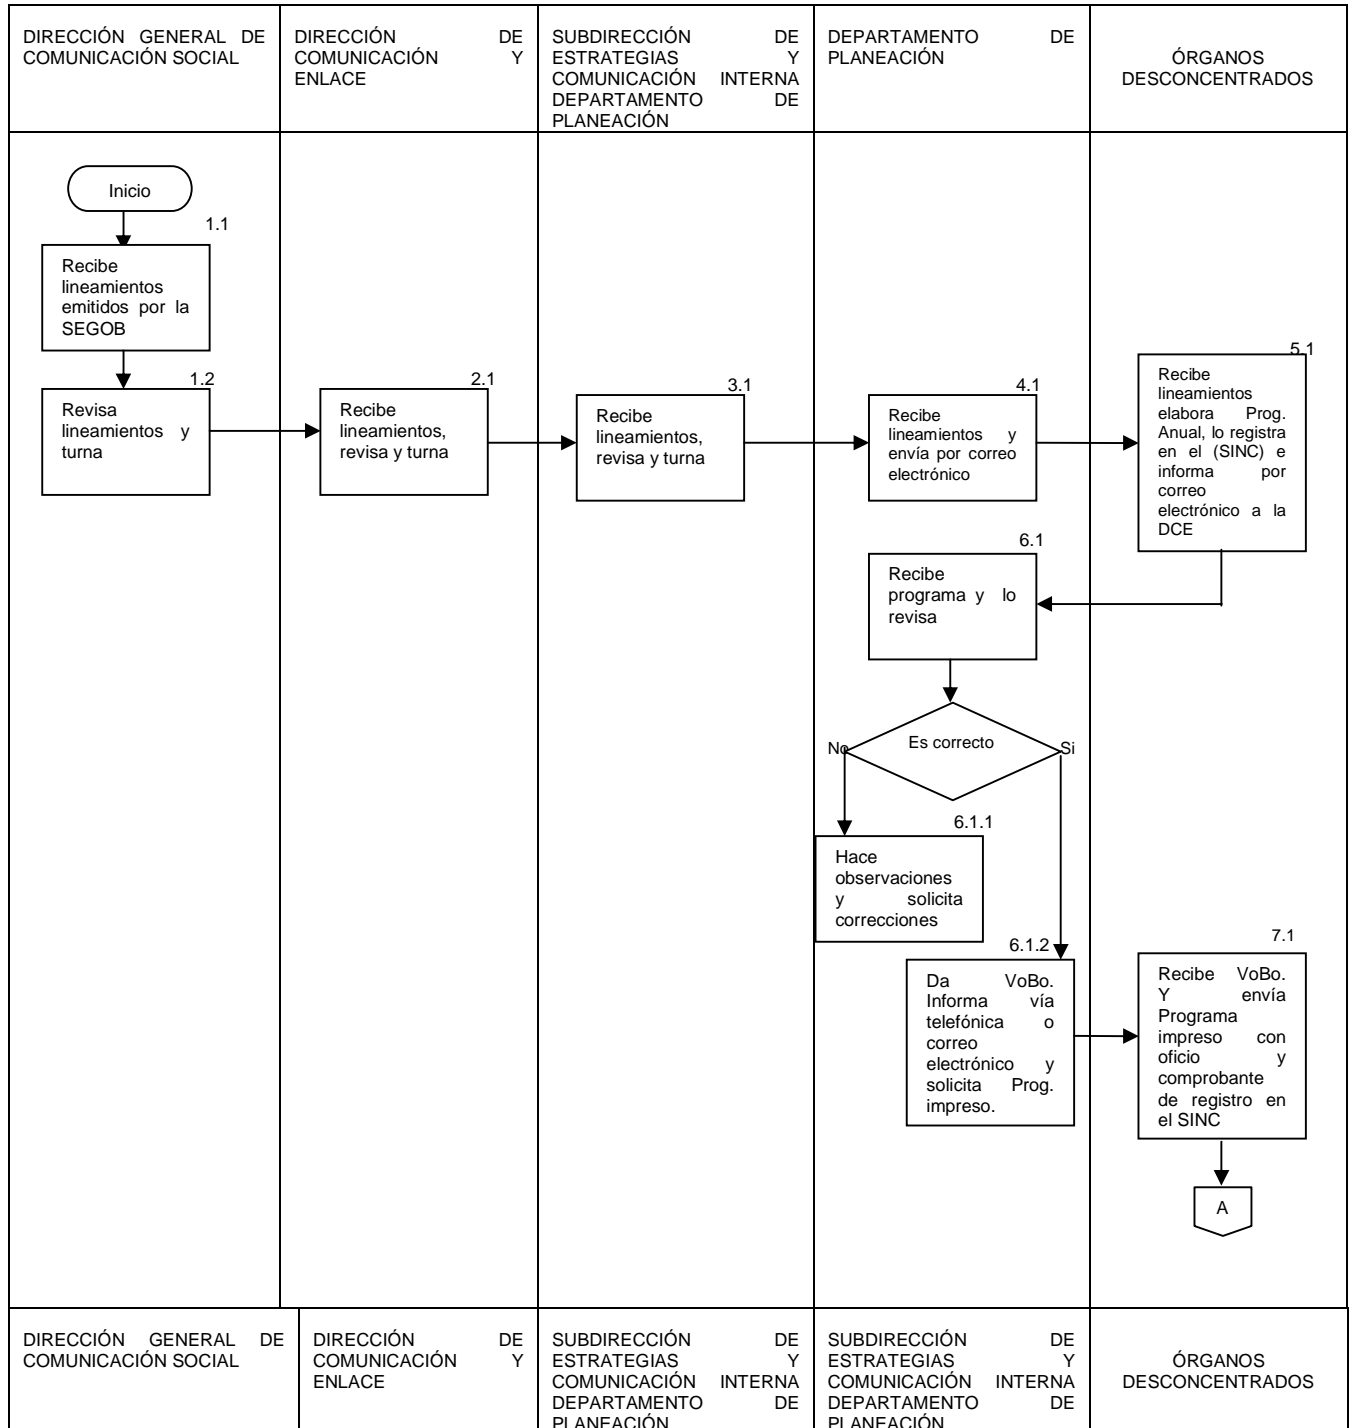 DIRECCIÓN GENERAL DE
COMUNICACIÓN SOCIAL
DIRECCIÓN DE
COMUNICACIÓN Y
ENLACE
SUBDIRECCIÓN DE
ESTRATEGIAS Y
COMUNICACIÓN INTERNA
DEPARTAMENTO DE
PLANEACIÓN
DEPARTAMENTO DE
PLANEACIÓN
ÓRGANOS
DESCONCENTRADOS
Inicio
1.1
Recibe
lineamientos
emitidos por la
SEGOB
1.2
Revisa
lineamientos y
turna
2.1
Recibe
lineamientos,
revisa y turna
3.1
Recibe
lineamientos,
revisa y turna
4.1
Recibe
lineamientos y
envía por correo
electrónico
5.1
Recibe
lineamientos
elabora Prog.
Anual, lo registra
en el (SINC) e
informa por
correo
electrónico a la
DCE
6.1
Recibe
programa y lo
revisa
Es correcto
No
Si
6.1.1
Hace
observaciones
y solicita
correcciones
6.1.2
Da VoBo.
Informa vía
telefónica o
correo
electrónico y
solicita Prog.
impreso.
7.1
Recibe VoBo.
Y envía
Programa
impreso con
oficio y
comprobante
de registro en
el SINC
A
DIRECCIÓN GENERAL DE
COMUNICACIÓN SOCIAL
DIRECCIÓN DE
COMUNICACIÓN Y
ENLACE
SUBDIRECCIÓN DE
ESTRATEGIAS Y
COMUNICACIÓN INTERNA
DEPARTAMENTO DE
PLANEACIÓN
SUBDIRECCIÓN DE
ESTRATEGIAS Y
COMUNICACIÓN INTERNA
DEPARTAMENTO DE
PLANEACIÓN
ÓRGANOS
DESCONCENTRADOS